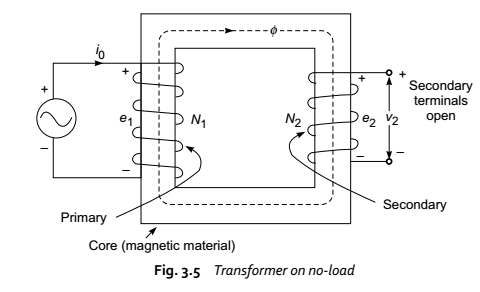 ϕ
i0
+
+
e1
N1
−
−
N2
+
e2
−
+
v2
−
Secondary
terminals
open
Primary
Secondary
Core (magnetic material)
Fig. 3.5 Transformer on no-load